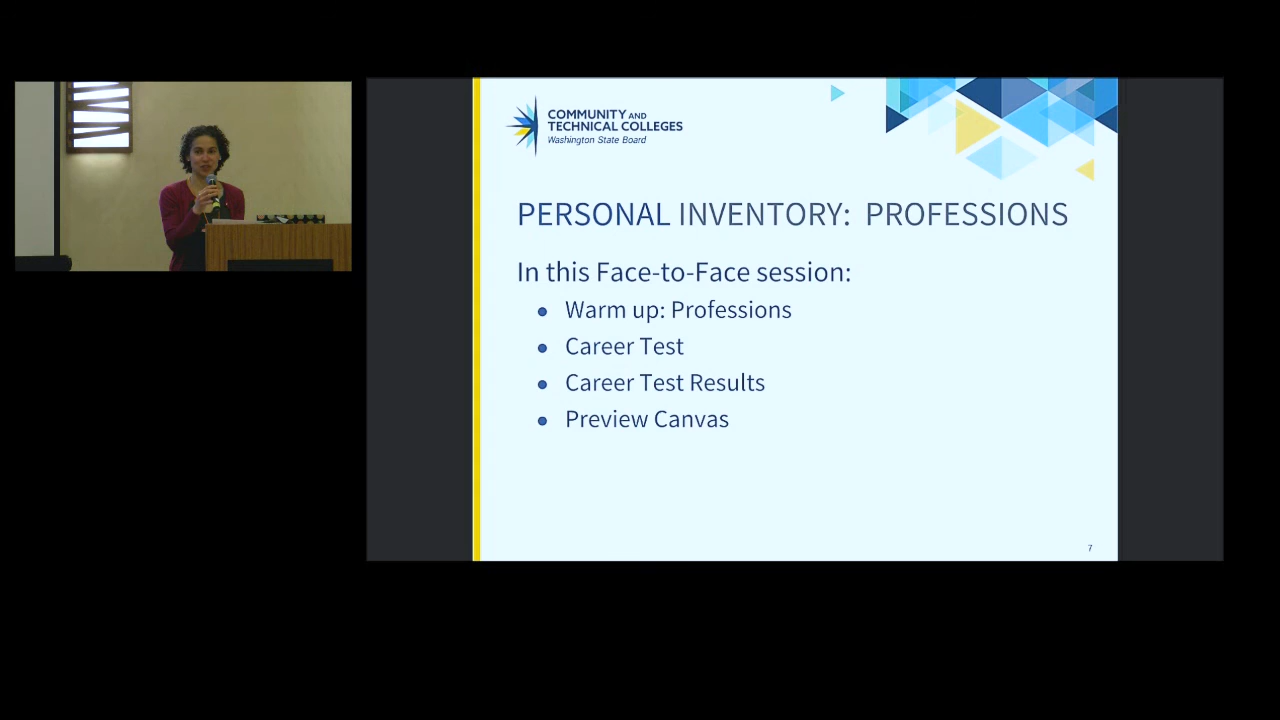 COMMUNITY AND
TECHNICAL COLLEGES
Washington State Board
PERSONAL INVENTORY: PROFESSIONS
In this Face-to-Face session:
• Warm up: Professions
• Career Test
• Career Test Results
• Preview Canvas
7